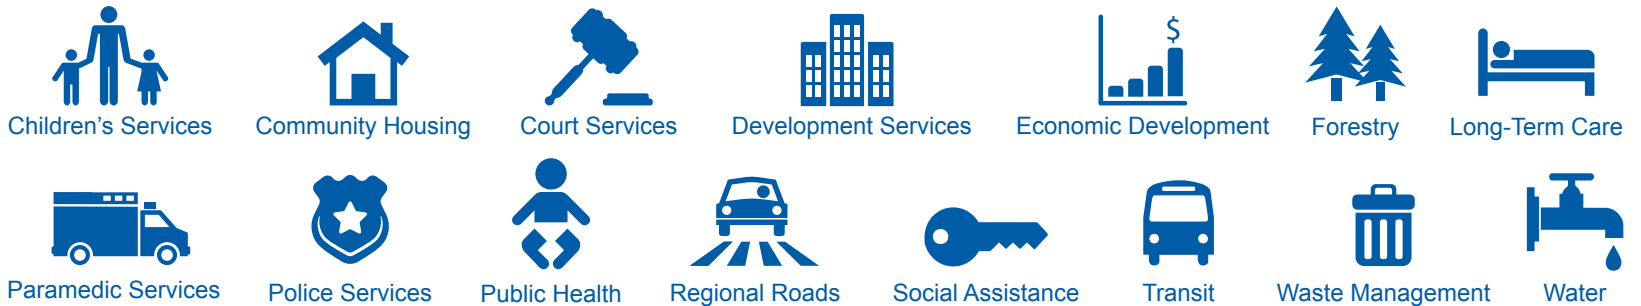 $
Children’s Services
Community Housing
Court Services
Development Services
Economic Development
Forestry
Long-Term Care
Paramedic Services
Police Services
Public Health
Regional Roads
Social Assistance
Transit
Waste Management
Water